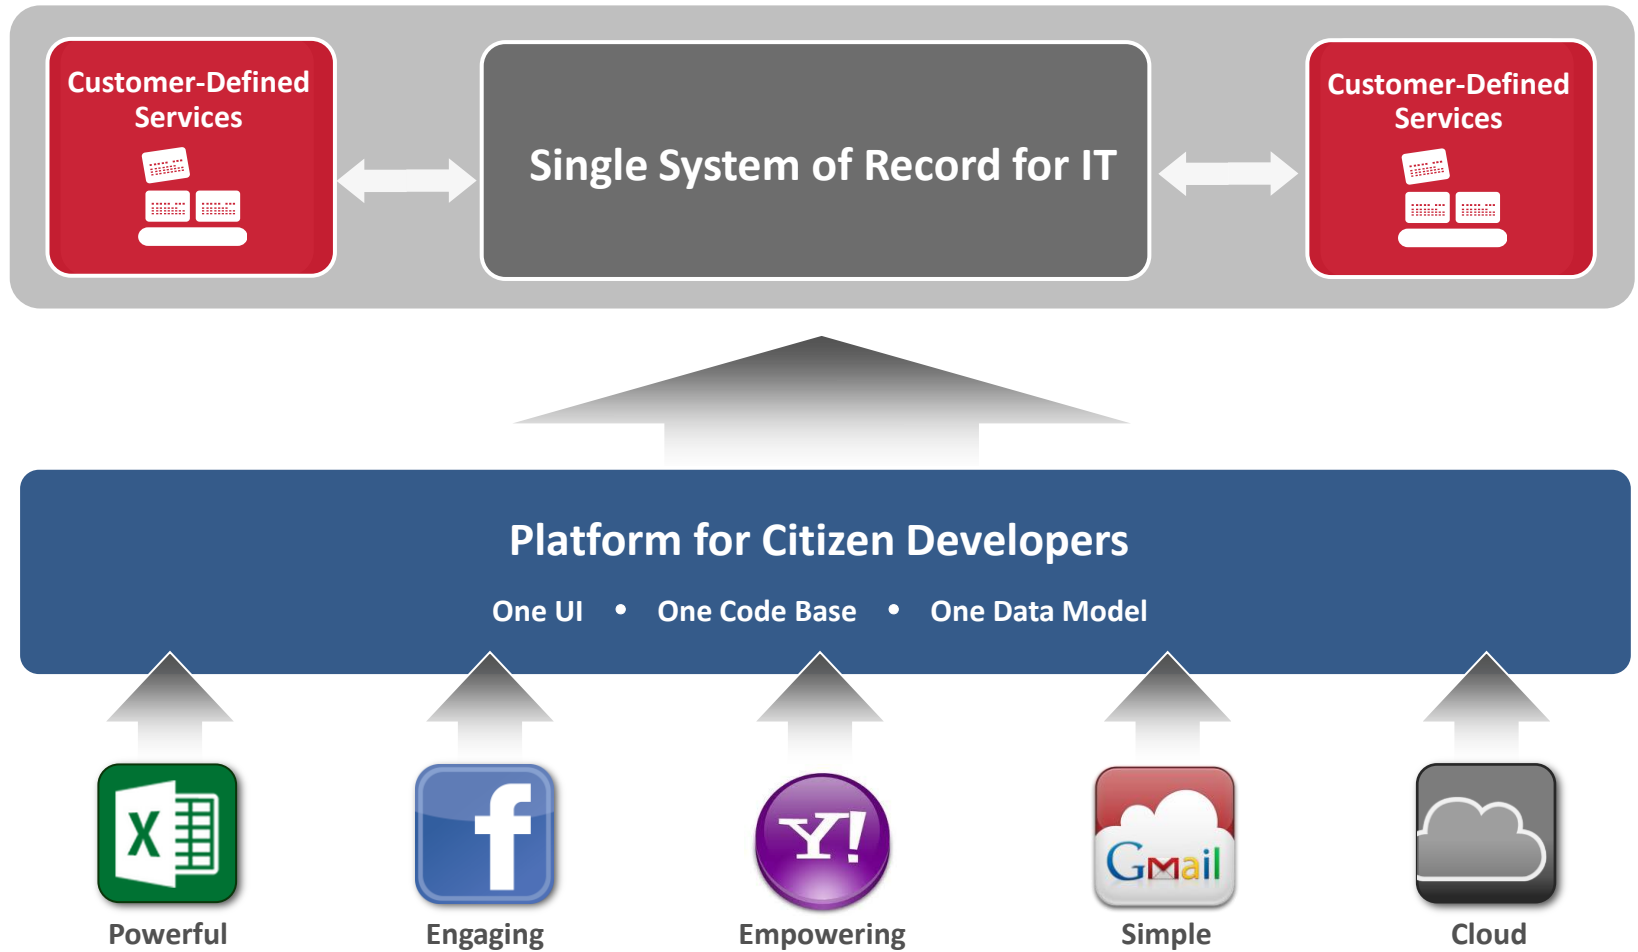 Customer-Defined
Services
Single System of Record for IT
Customer-Defined
Services
Platform for Citizen Developers
One UI • One Code Base • One Data Model
X
f
Y!
Gmail
Powerful
Engaging
Empowering
Simple
Cloud